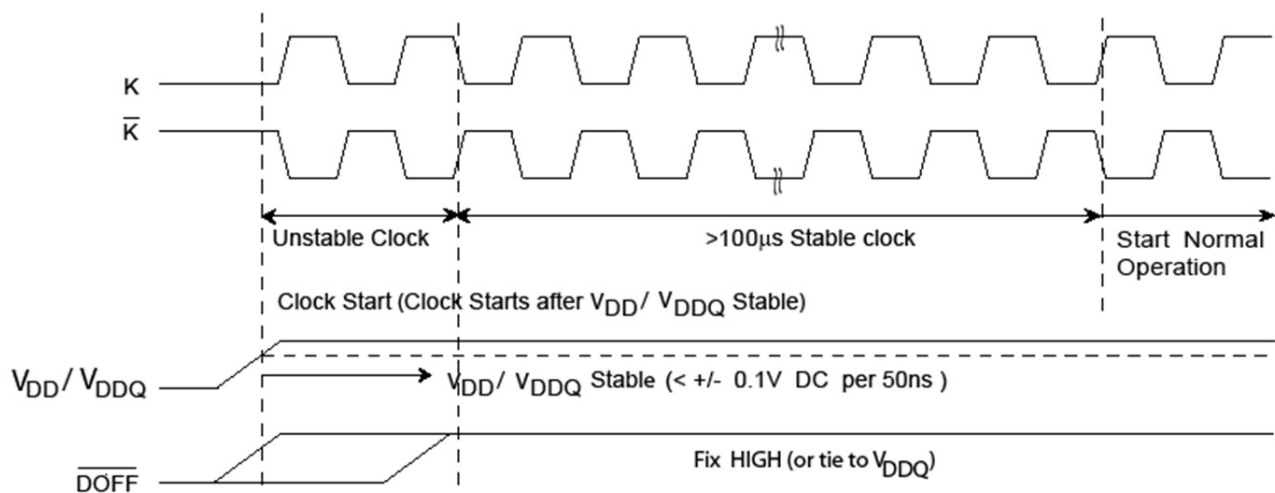 K
K̅
Unstable Clock
>100μs Stable clock
Start Normal
Operation
Clock Start (Clock Starts after VDD/ VDDQ Stable)
VDD/ VDDQ
VDD/ VDDQ Stable (< +/- 0.1V DC per 50ns )
D̅O̅F̅F̅
Fix HIGH (or tie to VDDQ)